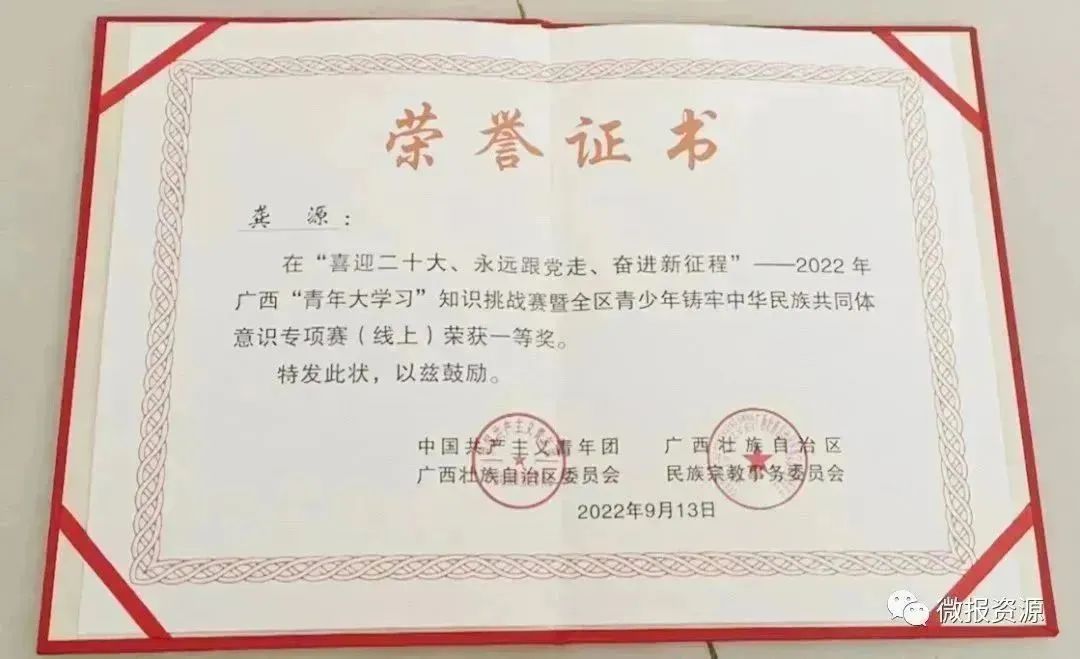 荣誉证书
龚 源：
在“喜迎二十大、永远跟党走、奋进新征程”——2022年
广西“青年大学习”知识挑战赛暨全区青少年铸牢中华民族共同体
意识专项赛（线上）荣获一等奖。
特发此状，以兹鼓励。
中国共产主义青年团 广西壮族自治区
广西壮族自治区委员会 民族宗教事务委员会
2022年9月13日
微报资源